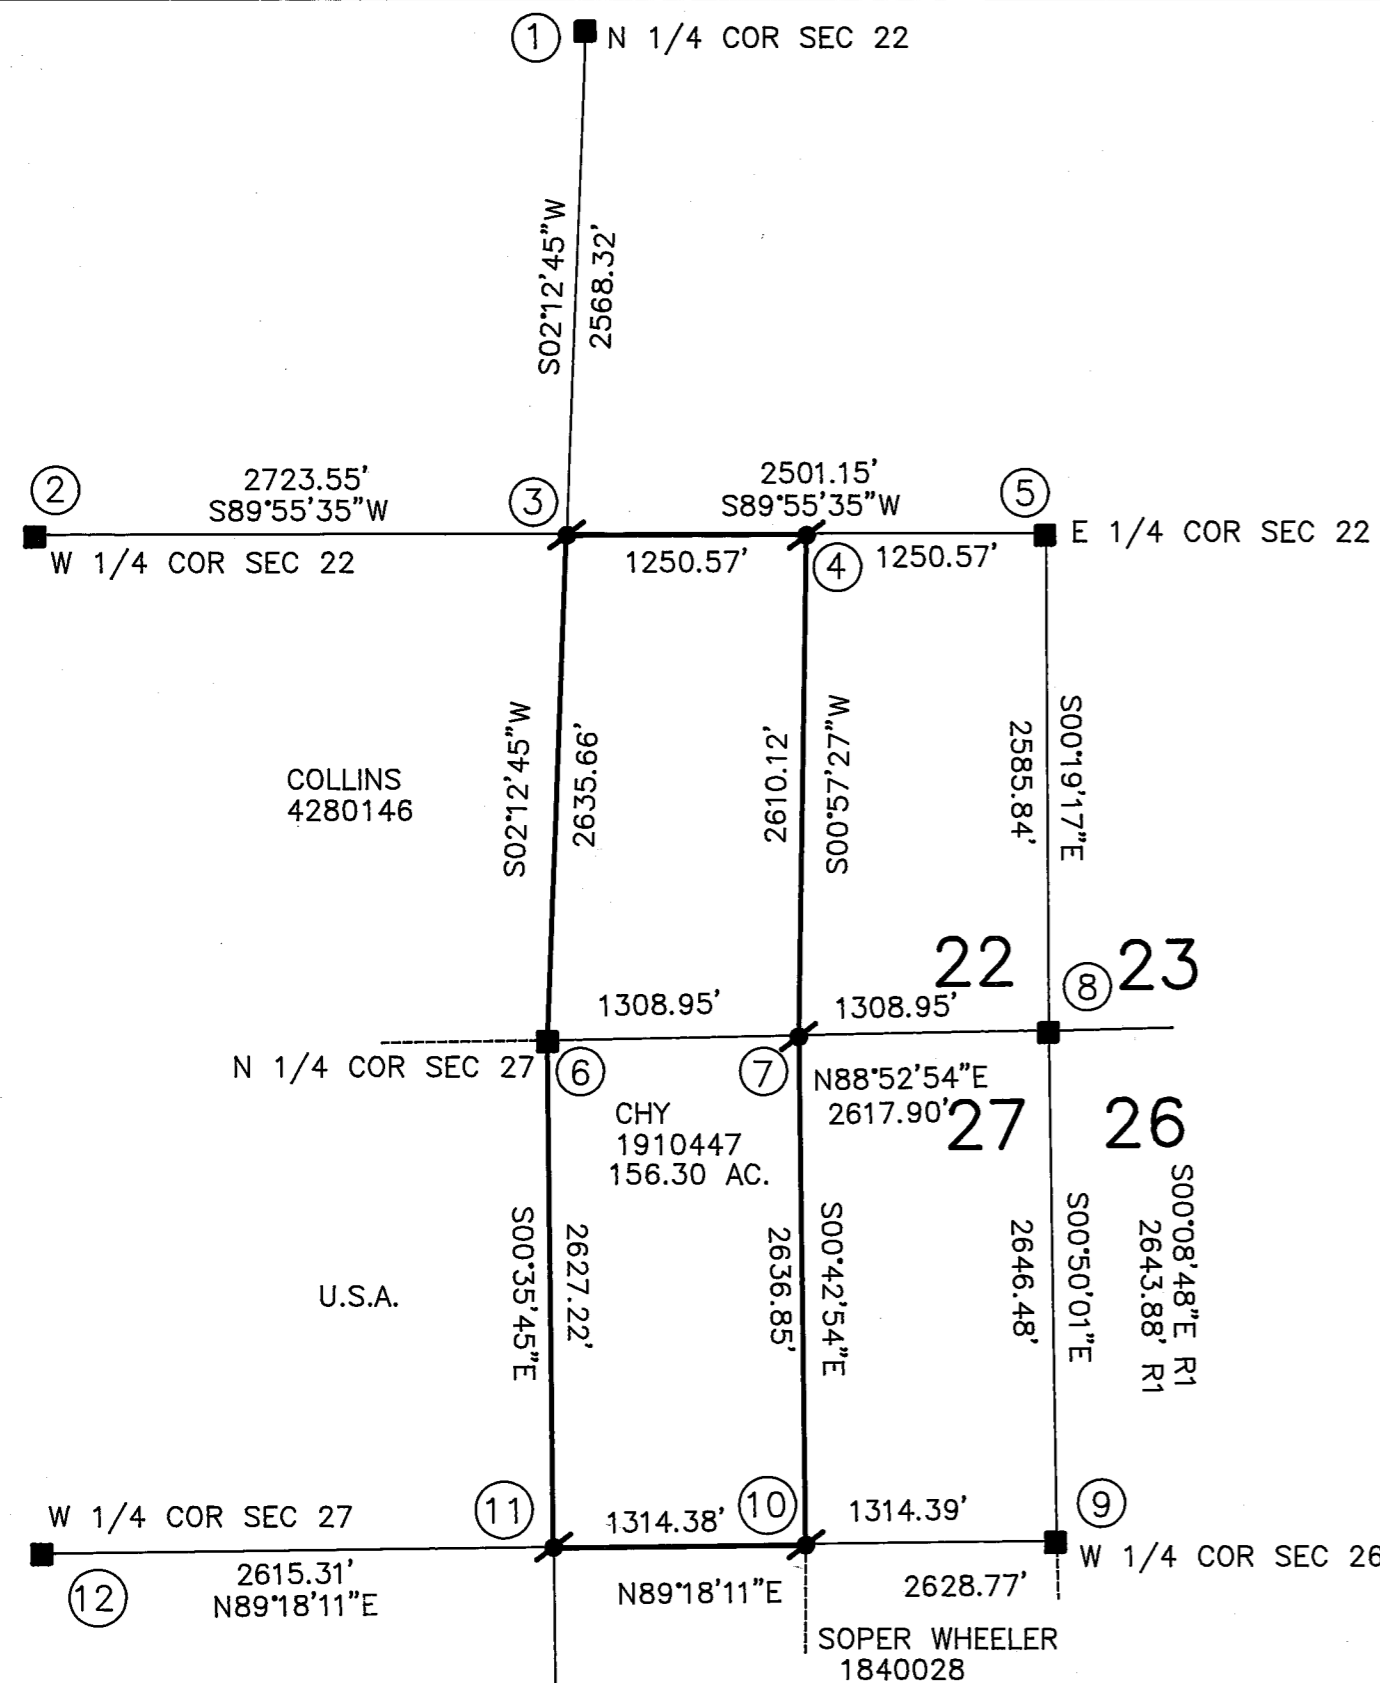 1
N 1/4 COR SEC 22
S02°12'45"W
2568.32'
2
2723.55'
S89°55'35"W
W 1/4 COR SEC 22
3
2501.15'
S89°55'35"W
5
E 1/4 COR SEC 22
1250.57'
4
1250.57'
S02°12'45"W
2635.66'
2610.12'
S00°57'27"W
2585.84'
S00°19'17"E
COLLINS
4280146
22
23
8
1308.95'
1308.95'
N 1/4 COR SEC 27
6
7
N88°52'54"E
2617.90'
27
26
CHY
1910447
156.30 AC.
S00°35'45"E
2627.22'
2636.85'
S00°42'54"E
2646.48'
S00°50'01"E
S00°08'48"E R1
2643.88' R1
U.S.A.
W 1/4 COR SEC 27
11
1314.38'
10
1314.39'
9
W 1/4 COR SEC 26
12
2615.31'
N89°18'11"E
N89°18'11"E
2628.77'
SOPER WHEELER
1840028